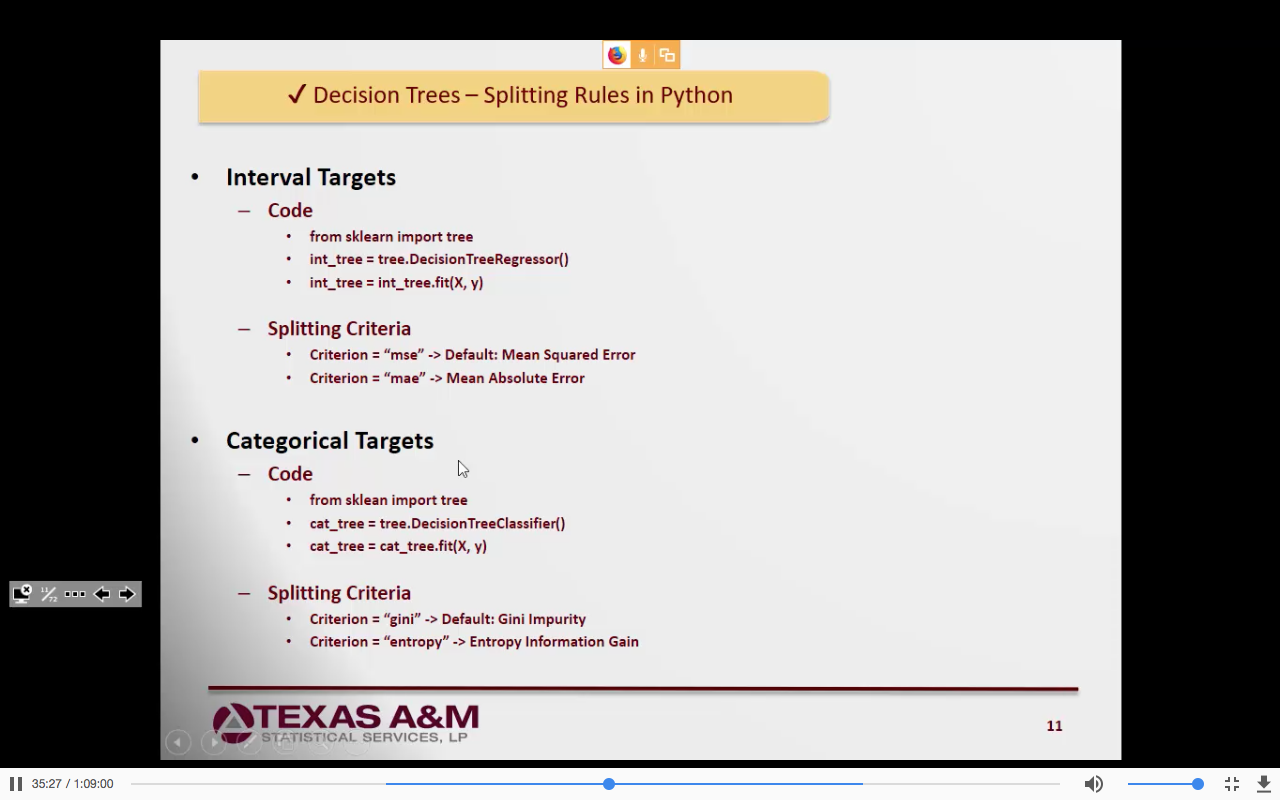 ✓ Decision Trees – Splitting Rules in Python
• Interval Targets
– Code
• from sklearn import tree
• int_tree = tree.DecisionTreeRegressor()
• int_tree = int_tree.fit(X, y)
– Splitting Criteria
• Criterion = “mse” -> Default: Mean Squared Error
• Criterion = “mae” -> Mean Absolute Error
• Categorical Targets
– Code
• from sklean import tree
• cat_tree = tree.DecisionTreeClassifier()
• cat_tree = cat_tree.fit(X, y)
– Splitting Criteria
• Criterion = “gini” -> Default: Gini Impurity
• Criterion = “entropy” -> Entropy Information Gain
11/72
TEXAS A&M
STATISTICAL SERVICES, LP
11
35:27 / 1:09:00